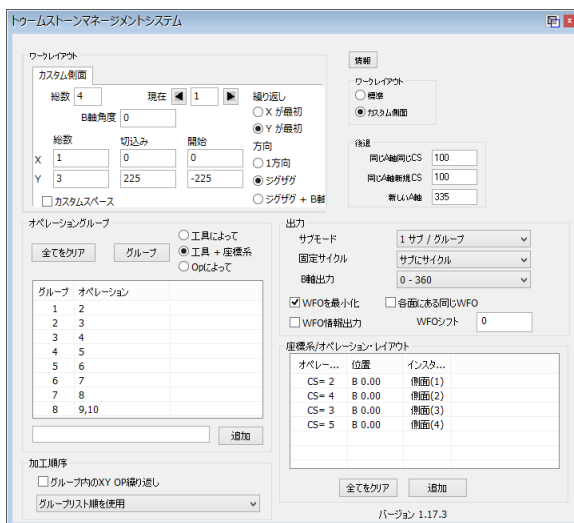 トゥームストーンマネージメントシステム
ワークレイアウト
カスタム側面
総数 4 現在 1 繰り返し
B軸角度 0
X が最初
Y が最初
総数 切込み 開始
方向
X 1 0 0
1方向
Y 3 225 -225
ジグザグ
カスタムスペース
ジグザグ + B軸
情報
ワークレイアウト
標準
カスタム側面
後退
同じA軸同じCS 100
同じA軸新規CS 100
新しいA軸 335
オペレーショングループ
全てをクリア グループ
工具によって
工具 + 座標系
Opによって
グループ オペレーション
1 2
2 3
3 4
4 5
5 6
6 7
7 8
8 9,10
追加
加工順序
グループ内のXY OP繰り返し
グループリスト順を使用
出力
サブモード 1 サブ / グループ
固定サイクル サブにサイクル
B軸出力 0 - 360
WFOを最小化 各面にある同じWFO
WFO情報出力 WFOシフト 0
座標系/オペレーション・レイアウト
オペレー... 位置 インスタ...
CS= 2 B 0.00 側面(1)
CS= 4 B 0.00 側面(2)
CS= 3 B 0.00 側面(3)
CS= 5 B 0.00 側面(4)
全てをクリア 追加
バージョン 1.17.3